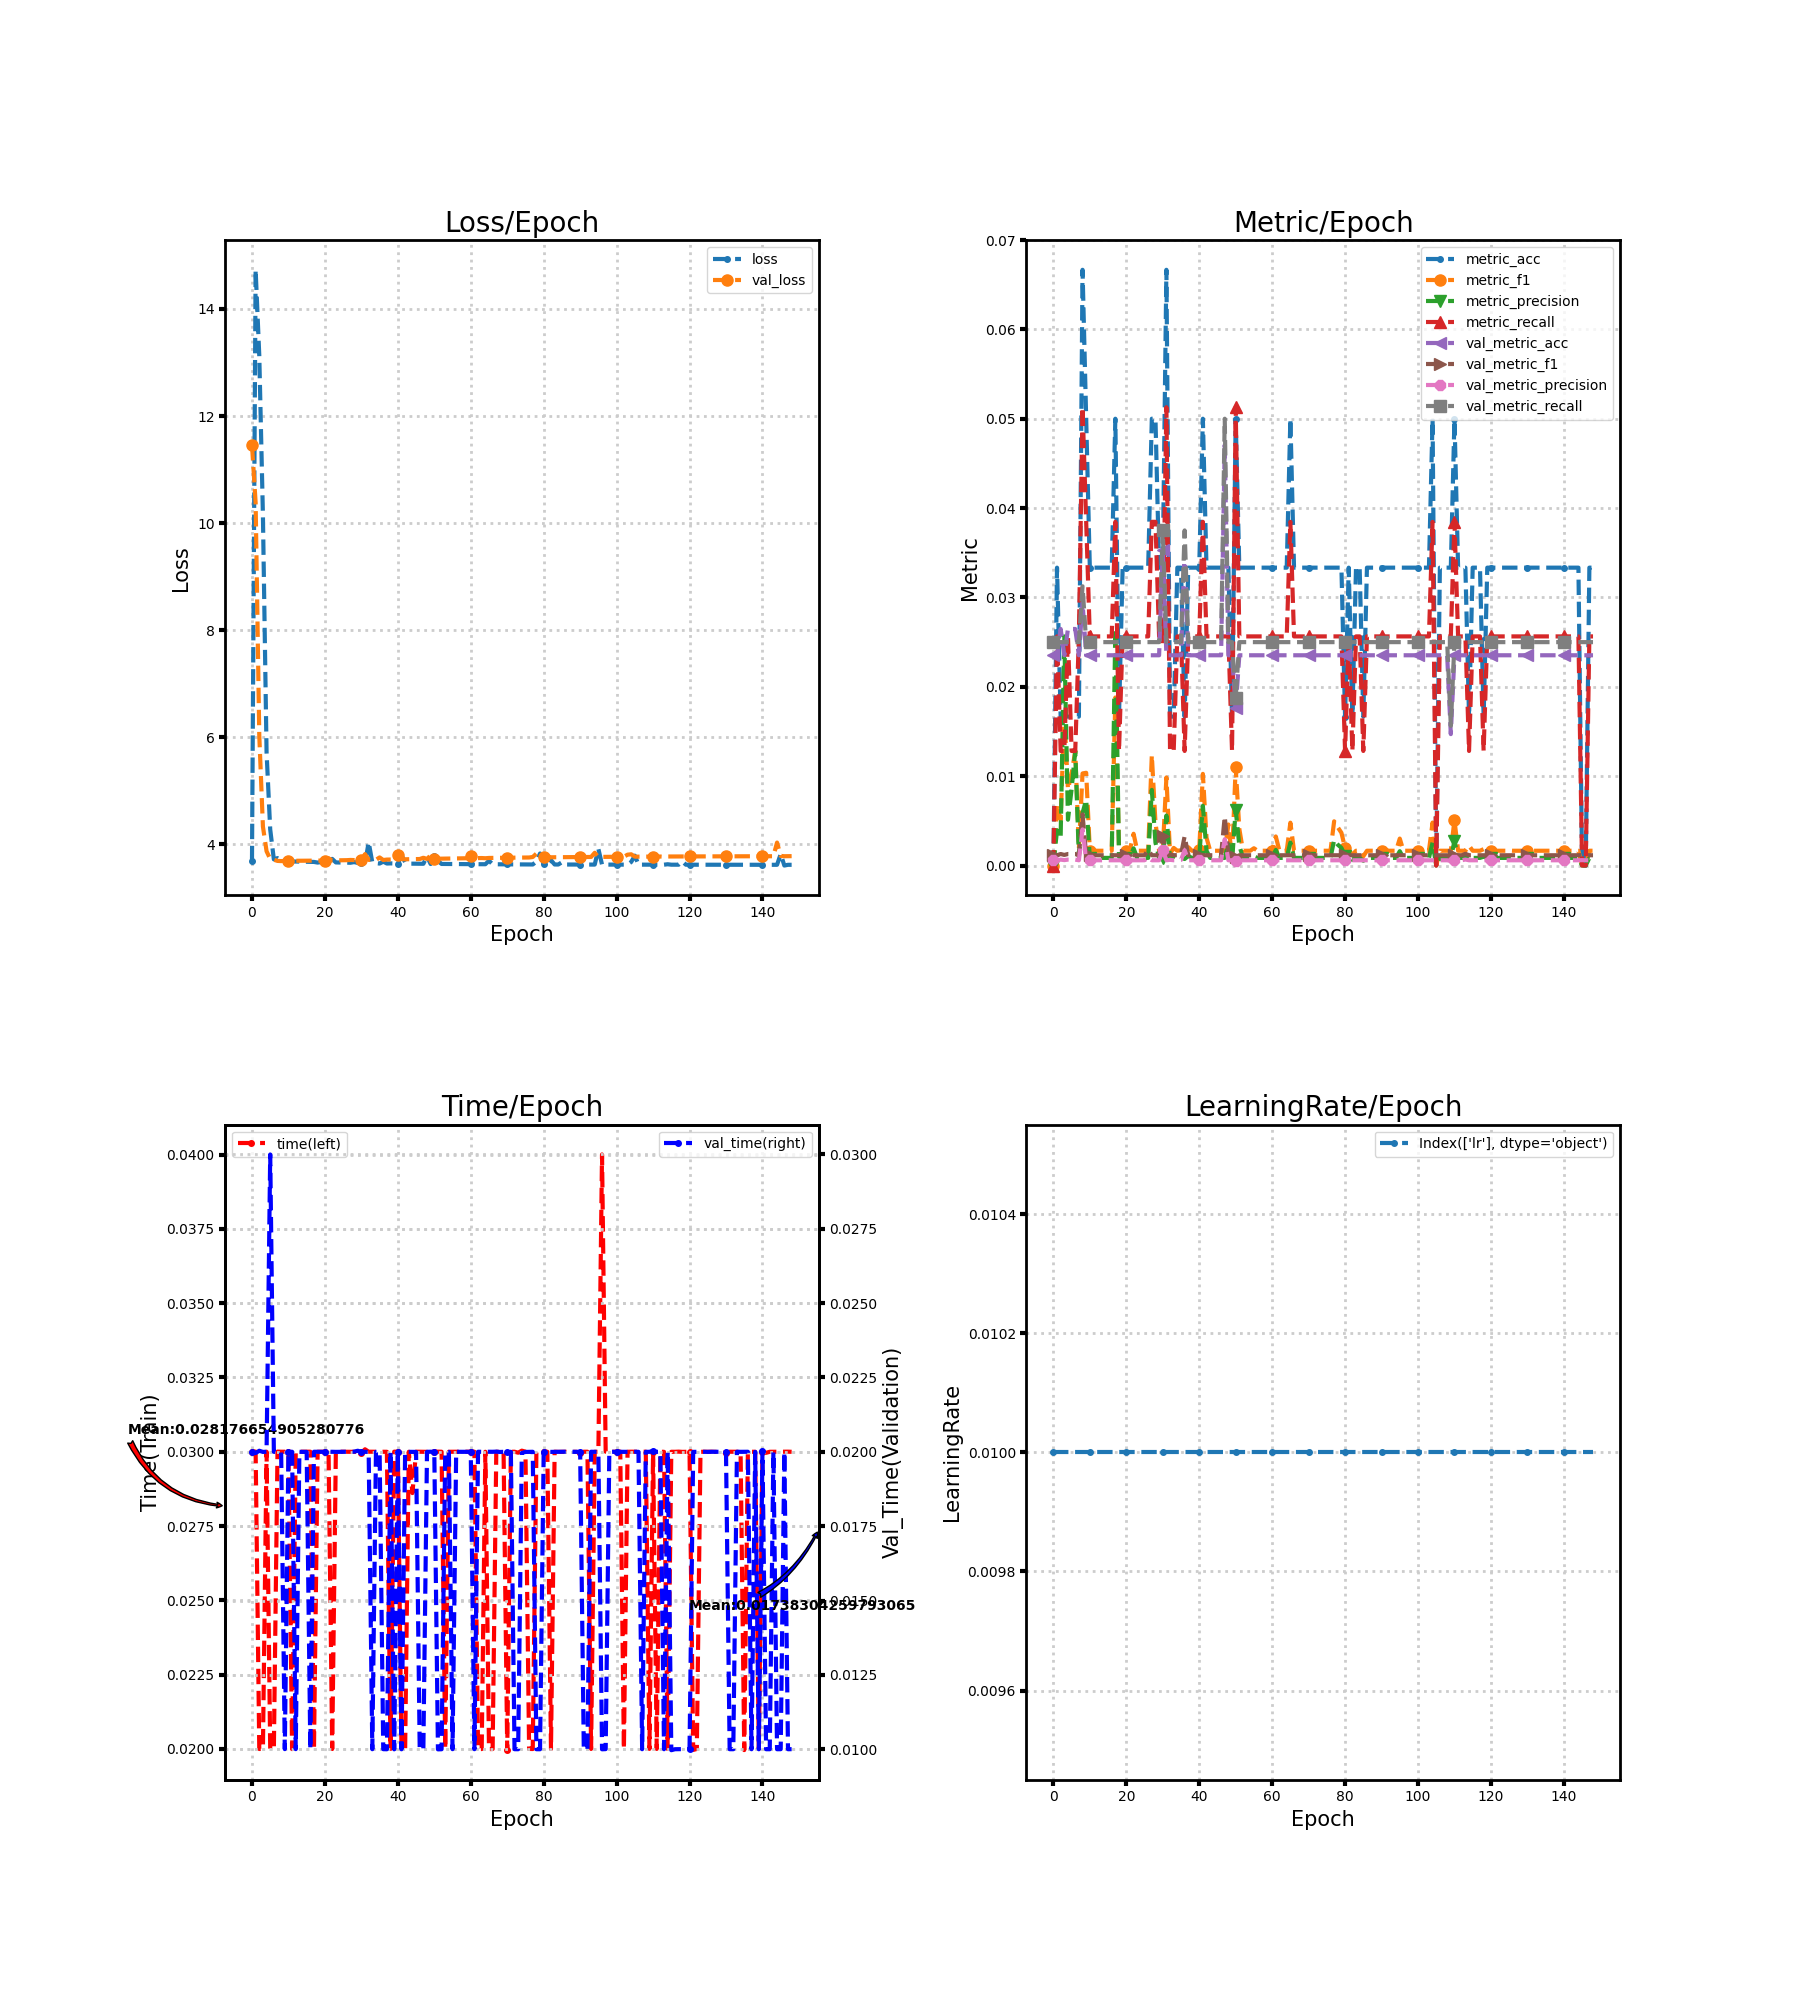 Loss/Epoch
loss
val_loss
14
12
10
8
6
4
Loss
0
20
40
60
80
100
120
140
Epoch
Metric/Epoch
metric_acc
metric_f1
metric_precision
metric_recall
val_metric_acc
val_metric_f1
val_metric_precision
val_metric_recall
0.07
0.06
0.05
0.04
0.03
0.02
0.01
0.00
Metric
0
20
40
60
80
100
120
140
Epoch
Time/Epoch
time(left)
val_time(right)
0.0400
0.0375
0.0350
0.0325
0.0300
0.0275
0.0250
0.0225
0.0200
Time(Train)
Mean:0.028176654905280776
0.0300
0.0275
0.0250
0.0225
0.0200
0.0175
0.0150
0.0125
0.0100
Val_Time(Validation)
Mean:0.01738304259793065
0
20
40
60
80
100
120
140
Epoch
LearningRate/Epoch
Index(['lr'], dtype='object')
0.0104
0.0102
0.0100
0.0098
0.0096
LearningRate
0
20
40
60
80
100
120
140
Epoch